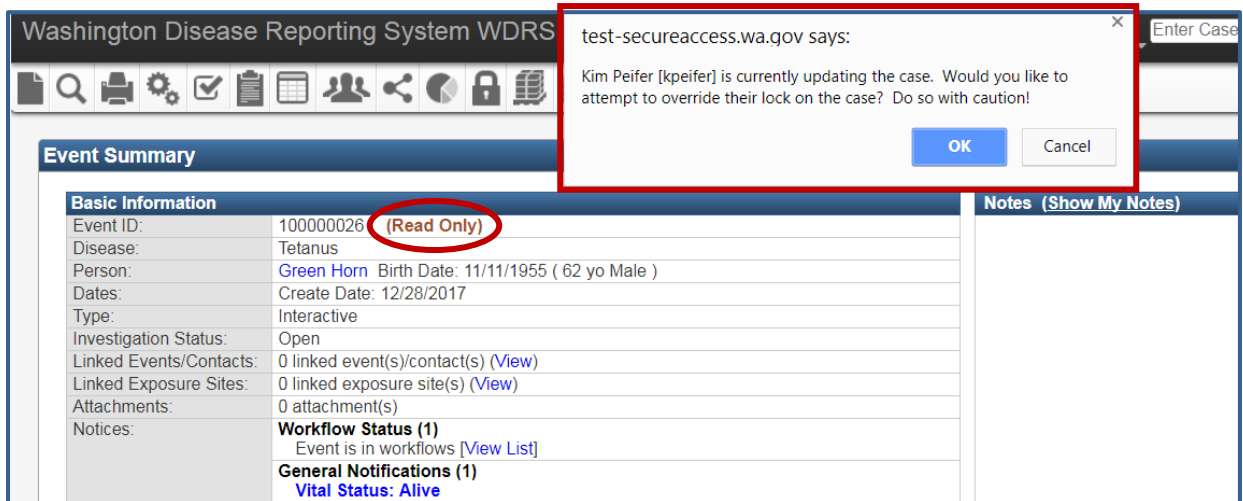 Washington Disease Reporting System WDRS
Enter Case
test-secureaccess.wa.gov says:
Kim Peifer [kpeifer] is currently updating the case. Would you like to
attempt to override their lock on the case? Do so with caution!
OK Cancel
Event Summary
Basic Information
Event ID: 100000026 (Read Only)
Disease: Tetanus
Person: Green Horn Birth Date: 11/11/1955 ( 62 yo Male )
Dates: Create Date: 12/28/2017
Type: Interactive
Investigation Status: Open
Linked Events/Contacts: 0 linked event(s)/contact(s) (View)
Linked Exposure Sites: 0 linked exposure site(s) (View)
Attachments: 0 attachment(s)
Notices: Workflow Status (1)
Event is in workflows [View List]
General Notifications (1)
Vital Status: Alive
Notes (Show My Notes)